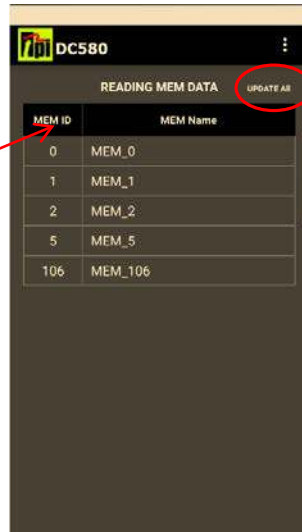 TPI DC580
READING MEM DATA UPDATE All
MEM ID MEM Name
0 MEM_0
1 MEM_1
2 MEM_2
5 MEM_5
106 MEM_106